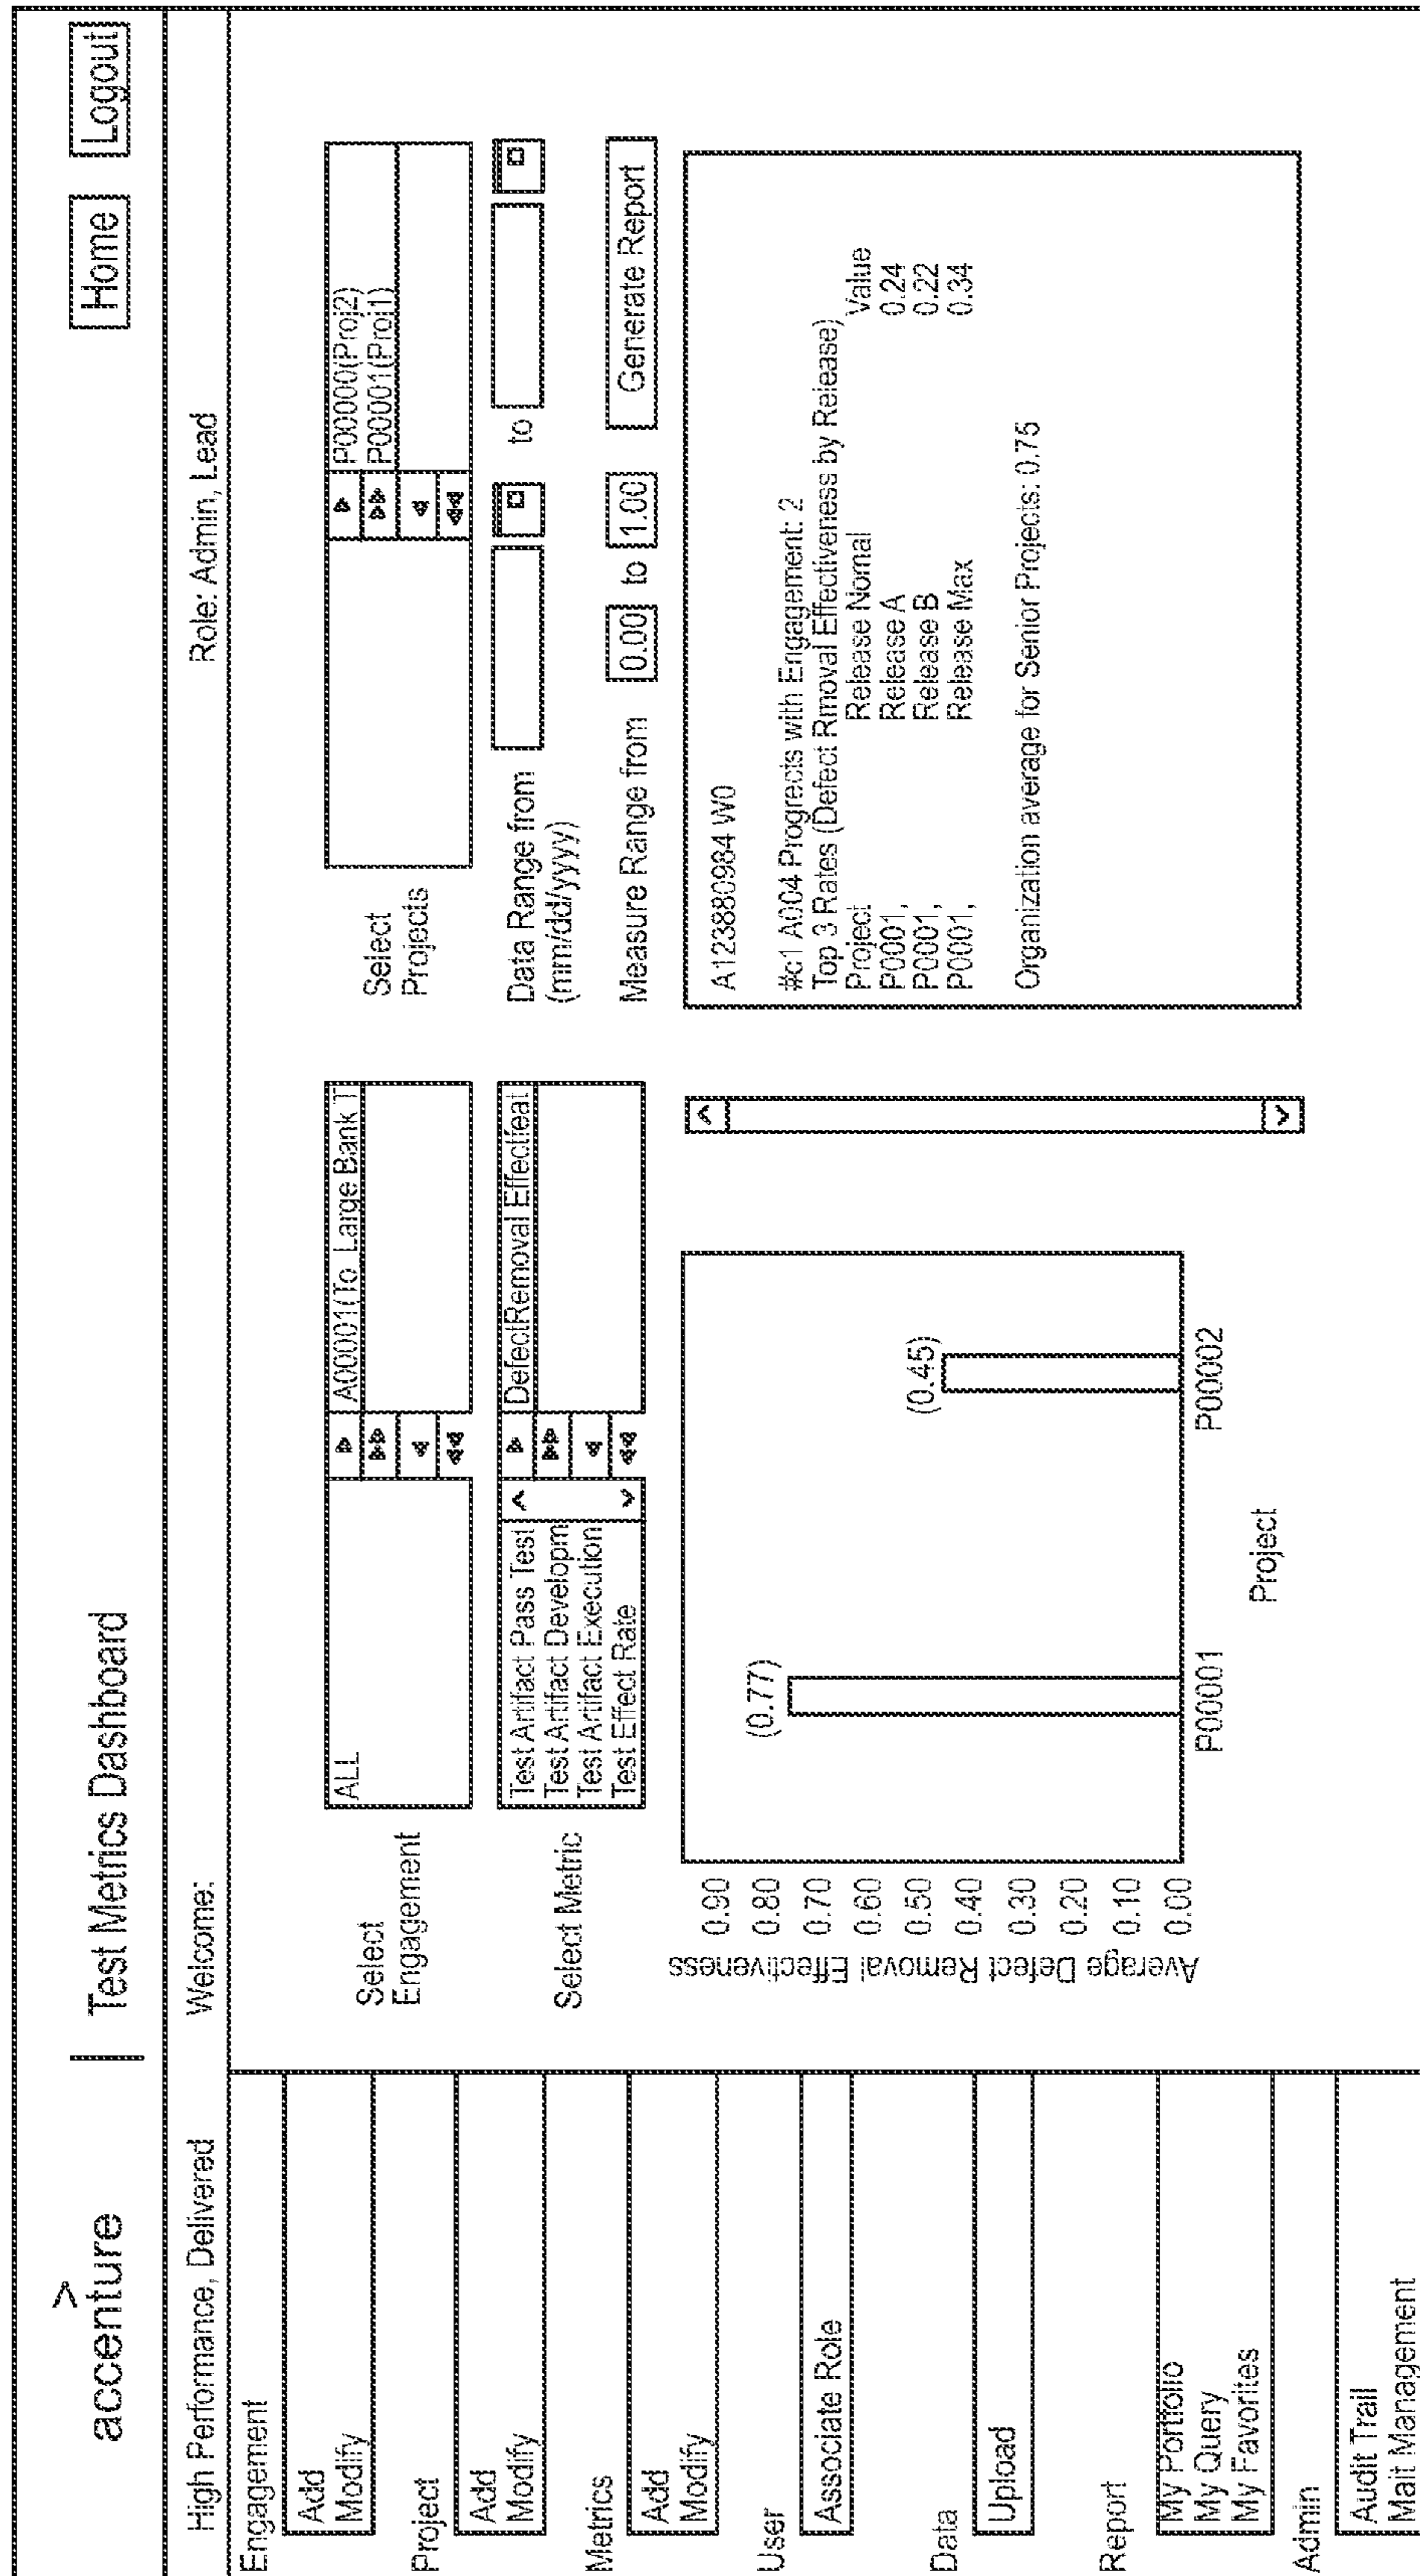 accenture
>
Test Metrics Dashboard
Home
Logout
High Performance, Delivered
Welcome:
Role: Admin, Lead
Engagement
Add
Modify
Project
Add
Modify
Metrics
Add
Modify
User
Associate Role
Data
Upload
Report
My Portfolio
My Query
My Favorites
Admin
Audit Trail
Mait Management
Select
Engagement
ALL
A00001(To Large Bank T
Select
Projects
P00000(Proj2)
P00001(Proj1)
Select Metric
Test Artifact Pass Test
Test Artifact Developm
Test Artifact Execution
Test Effect Rate
DefectRemoval Effectfeat
Data Range from
(mm/dd/yyyy)
to
Measure Range from 0.00 to 1.00
Generate Report
Average Defect Removal Effectiveness
0.90
0.80
0.70
0.60
0.50
0.40
0.30
0.20
0.10
0.00
(0.77)
(0.45)
P00001
P00002
Project
A123880984 W0
#c1 A004 Progrects with Engagement: 2
Top 3 Rates (Defect Rmoval Effectiveness by Release)
Project Release Nomal Value
P0001, Release A 0.24
P0001, Release B 0.22
P0001, Release Max 0.34
Organization average for Senior Projects: 0.75